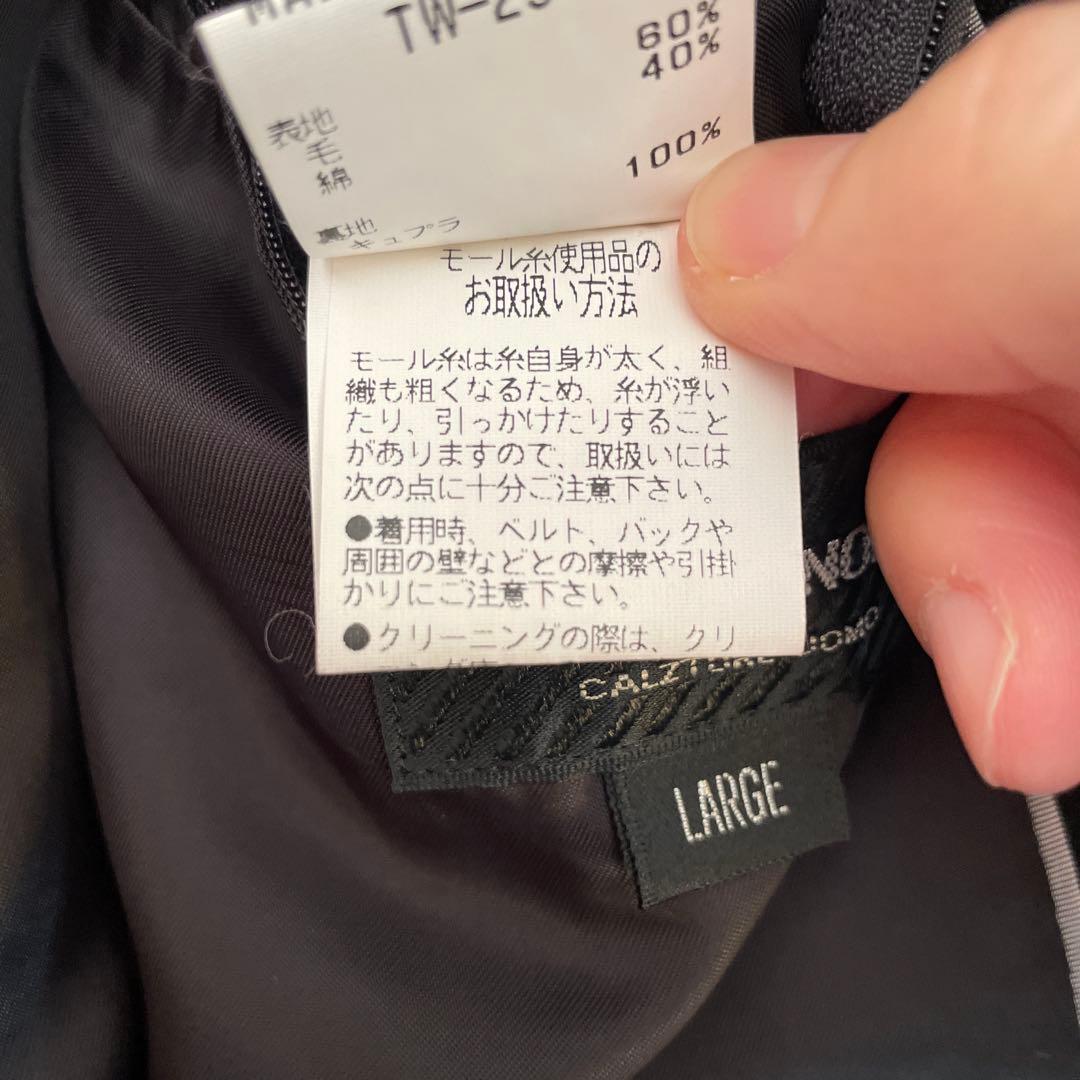 TW-2
60%
40%
表地
毛
綿
100%
裏地
キュプラ
モール糸使用品の
お取扱い方法
モール糸は糸自身が太く、組
織も粗くなるため、糸が浮い
たり、引っかけたりすること
がありますので、取扱いには
次の点に十分ご注意下さい。
●着用時、ベルト、バックや
周囲の壁などとの摩擦や引掛
かりにご注意下さい。
●クリーニングの際は、クリ
UOMO
LARGE